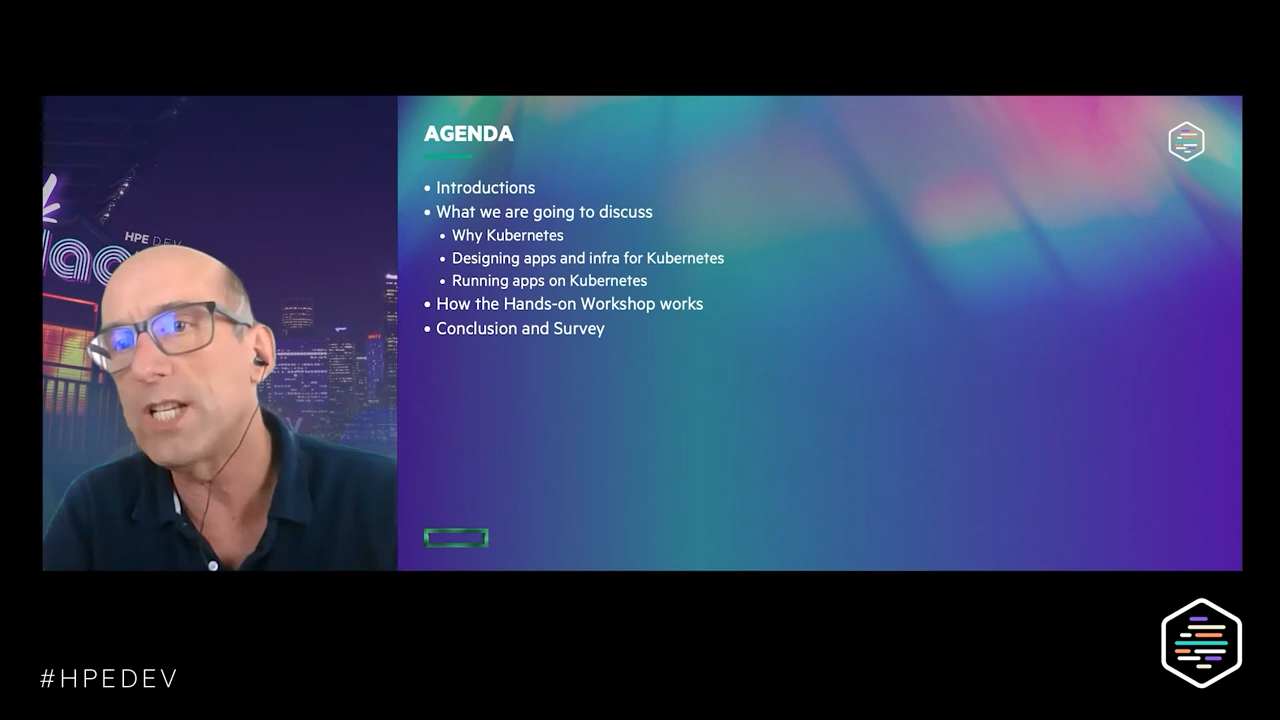 HPE DEV
AGENDA
• Introductions
• What we are going to discuss
• Why Kubernetes
• Designing apps and infra for Kubernetes
• Running apps on Kubernetes
• How the Hands-on Workshop works
• Conclusion and Survey
#HPEDEV